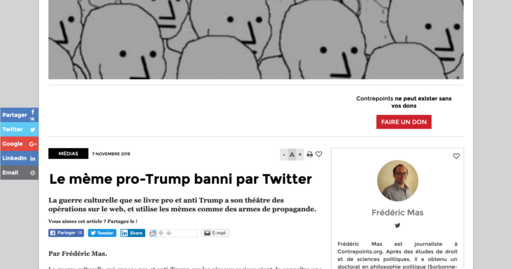 Contrepoints ne peut exister sans
vos dons
FAIRE UN DON
Partager
Twitter
Google
LinkedIn
Email
MÉDIAS
7 NOVEMBRE 2018
- A +
Le mème pro-Trump banni par Twitter
La guerre culturelle que se livre pro et anti Trump a son théâtre des
opérations sur le web, et utilise les mèmes comme des armes de propagande.
Vous aimez cet article ? Partagez le !
Partager
Tweeter
Share
E-mail
Par Frédéric Mas.
Frédéric Mas
Frédéric Mas est journaliste à
Contrepoints.org. Après des études de droit
et de sciences politiques, il a obtenu un
doctorat en philosophie politique (Sorbonne-